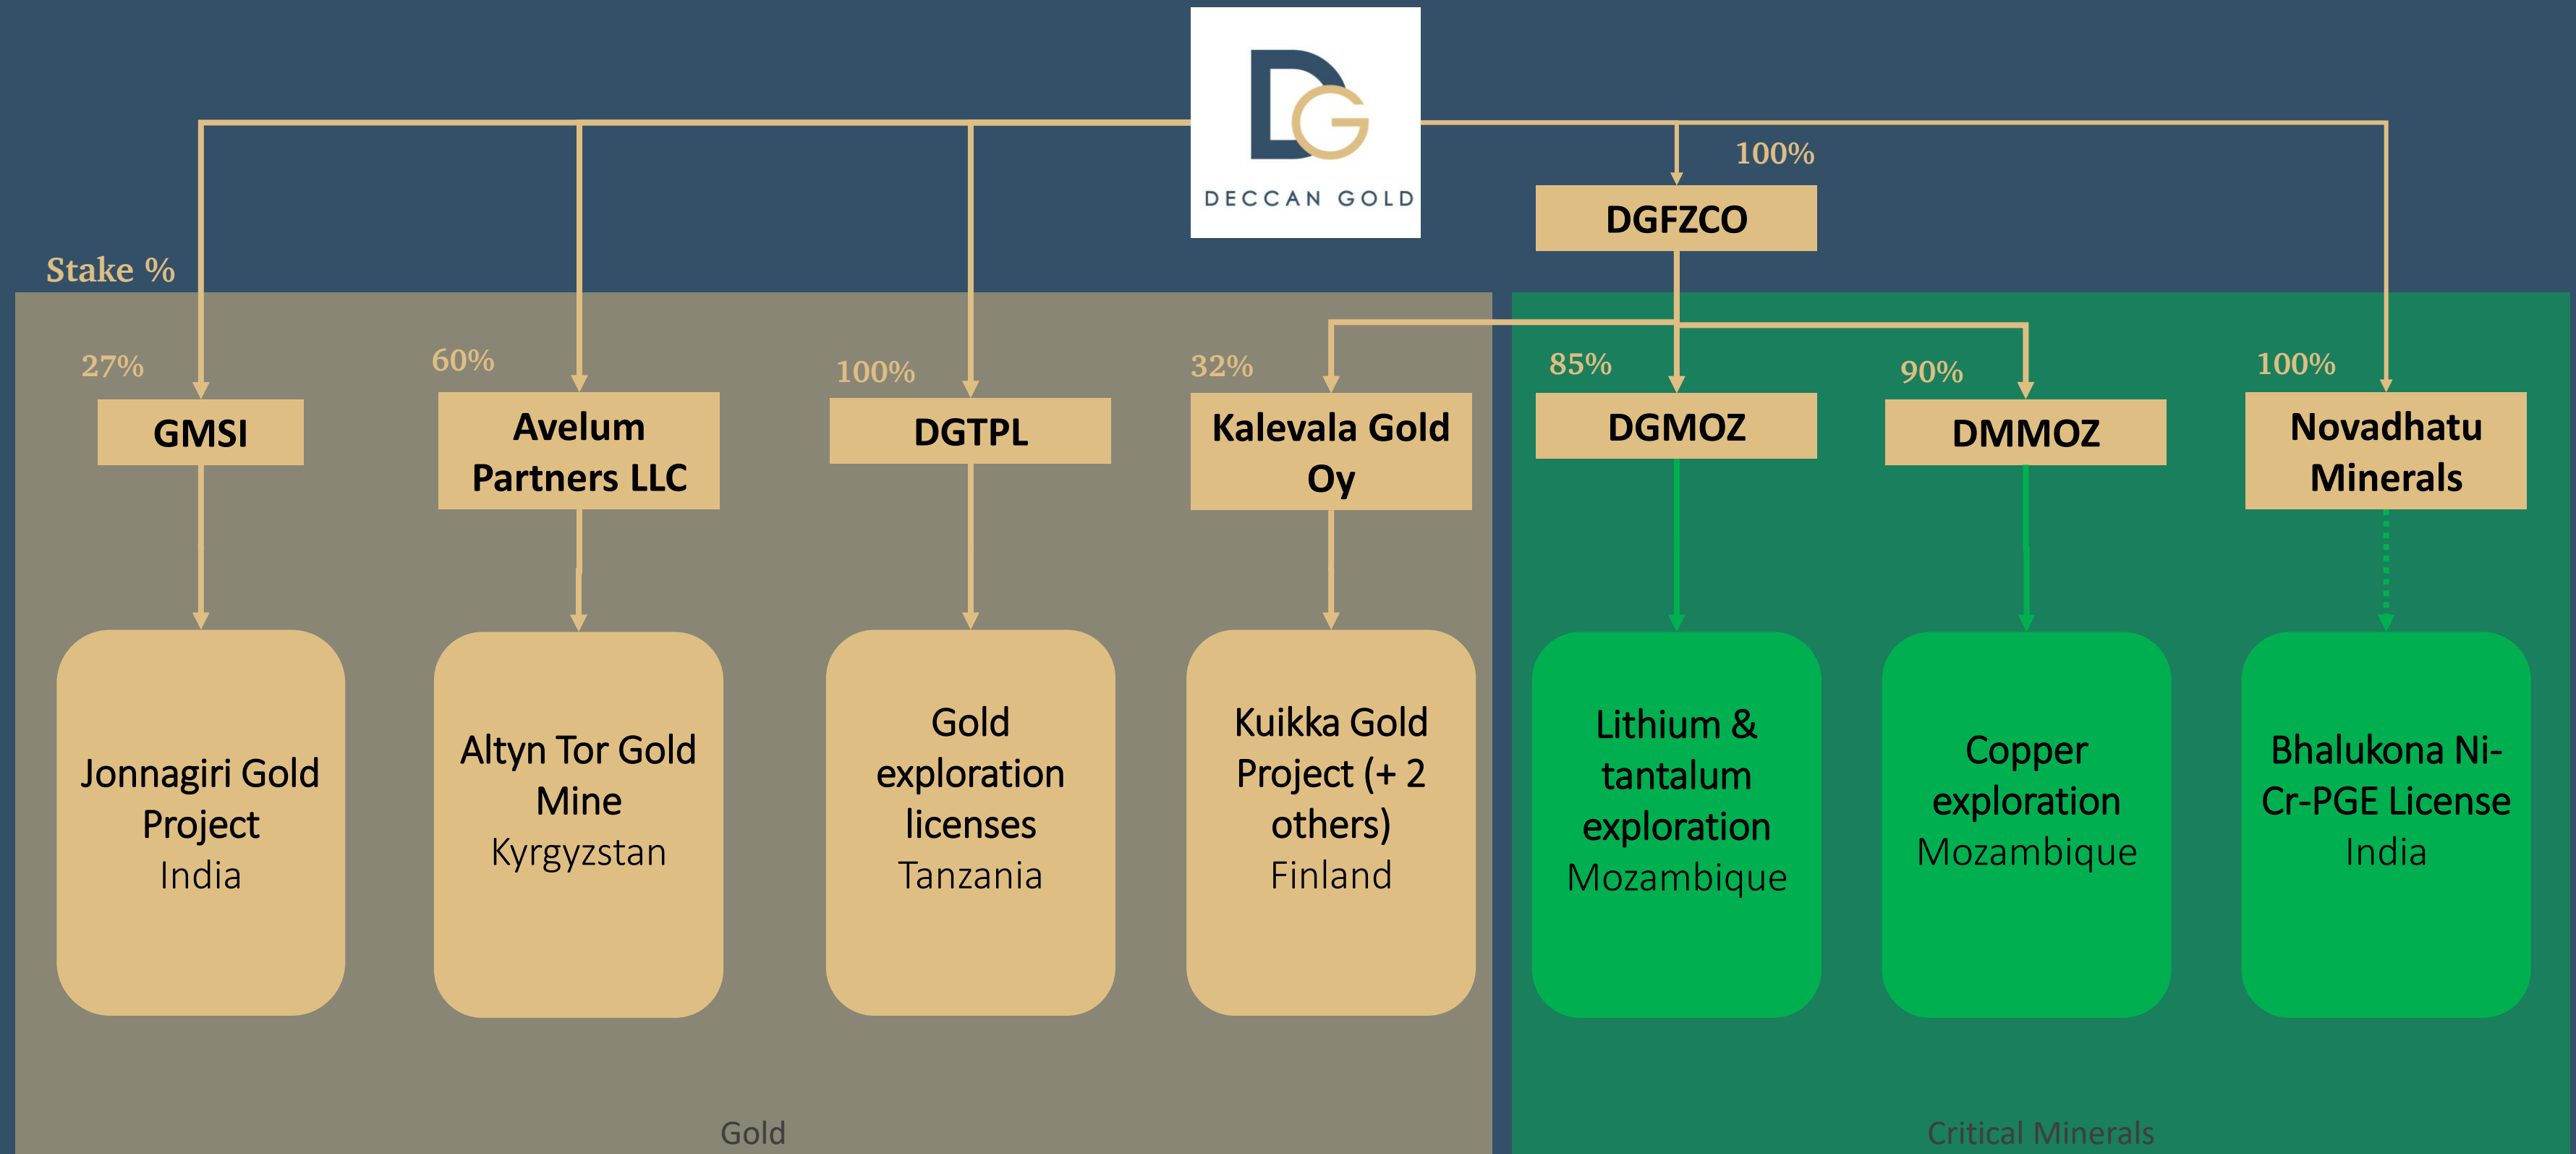 DG
DECCAN GOLD
100%
DGFZCO
Stake %
27%
GMSI
60%
Avelum
Partners LLC
100%
DGTPL
32%
Kalevala Gold
Oy
85%
DGMOZ
90%
DMMOZ
100%
Novadhatu
Minerals
Jonnagiri Gold
Project
India
Altyn Tor Gold
Mine
Kyrgyzstan
Gold
exploration
licenses
Tanzania
Kuikka Gold
Project (+ 2
others)
Finland
Lithium &
tantalum
exploration
Mozambique
Copper
exploration
Mozambique
Bhalukona Ni-
Cr-PGE License
India
Gold
Critical Minerals